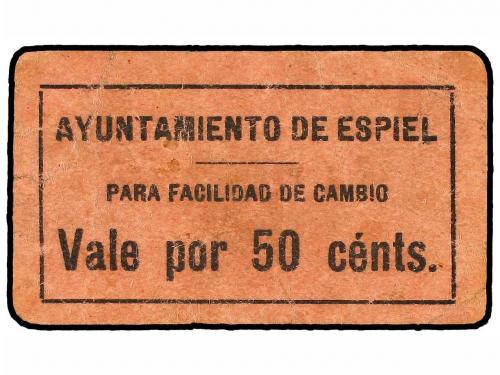 AYUNTAMIENTO DE ESPIEL
PARA FACILIDAD DE CAMBIO
Vale por 50 cénts.